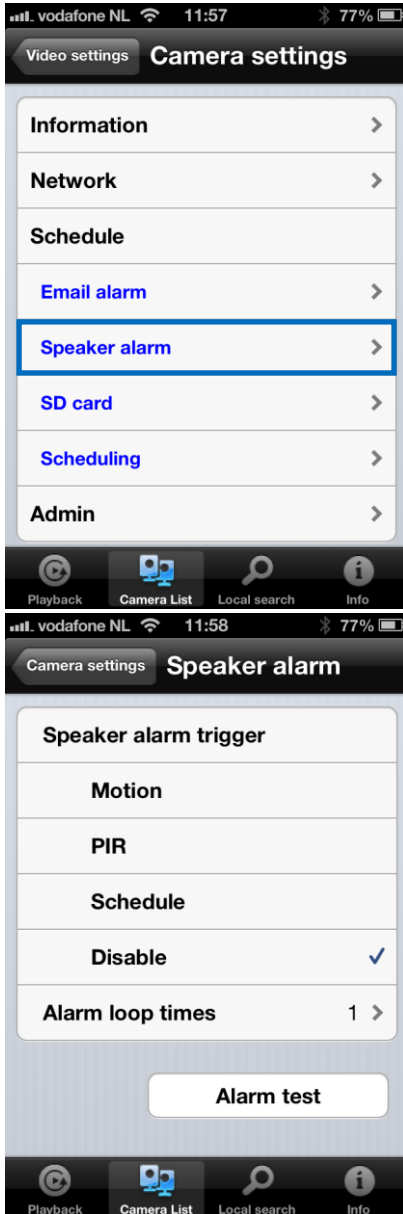 vodafone NL 11:57 77%
Video settings Camera settings
Information
Network
Schedule
Email alarm
Speaker alarm
SD card
Scheduling
Admin
Playback Camera List Local search Info
vodafone NL 11:58 77%
Camera settings Speaker alarm
Speaker alarm trigger
Motion
PIR
Schedule
Disable
Alarm loop times 1
Alarm test
Playback Camera List Local search Info